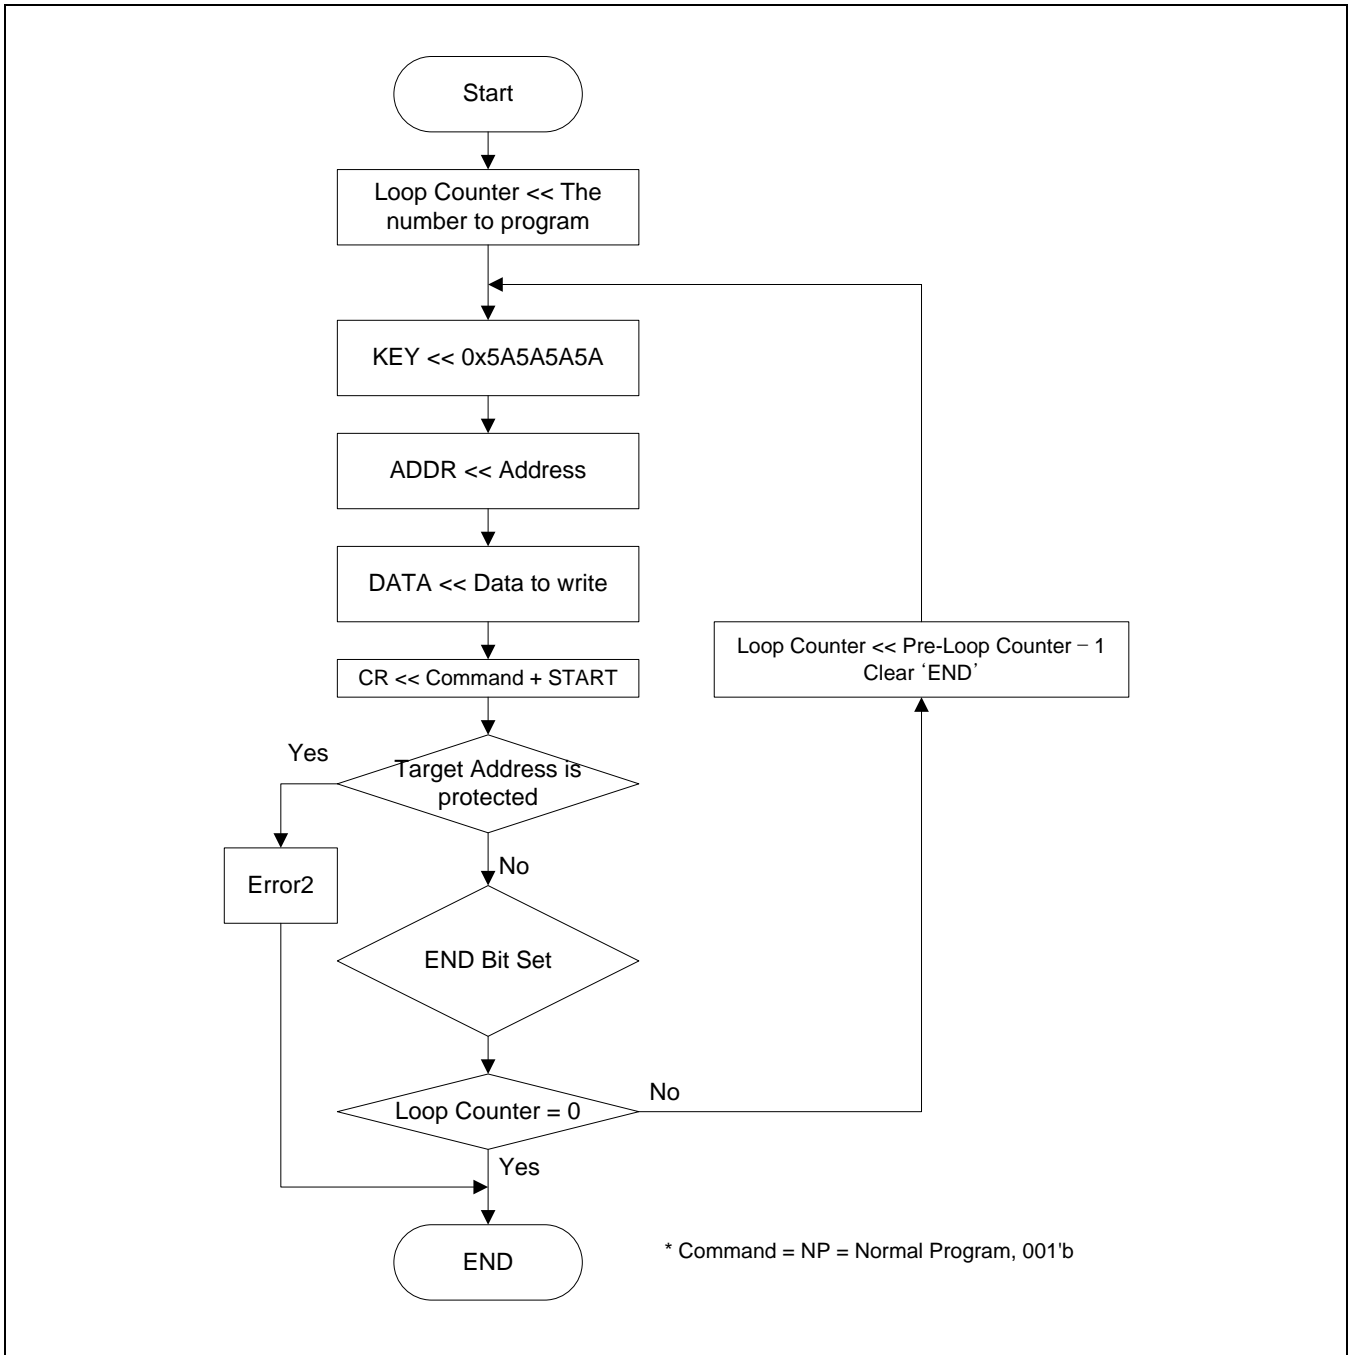 Start
Loop Counter << The
number to program
KEY << 0x5A5A5A5A
ADDR << Address
DATA << Data to write
Loop Counter << Pre-Loop Counter – 1
Clear ‘END’
CR << Command + START
Yes
Target Address is
protected
No
Error2
END Bit Set
No
Loop Counter = 0
Yes
* Command = NP = Normal Program, 001'b
END